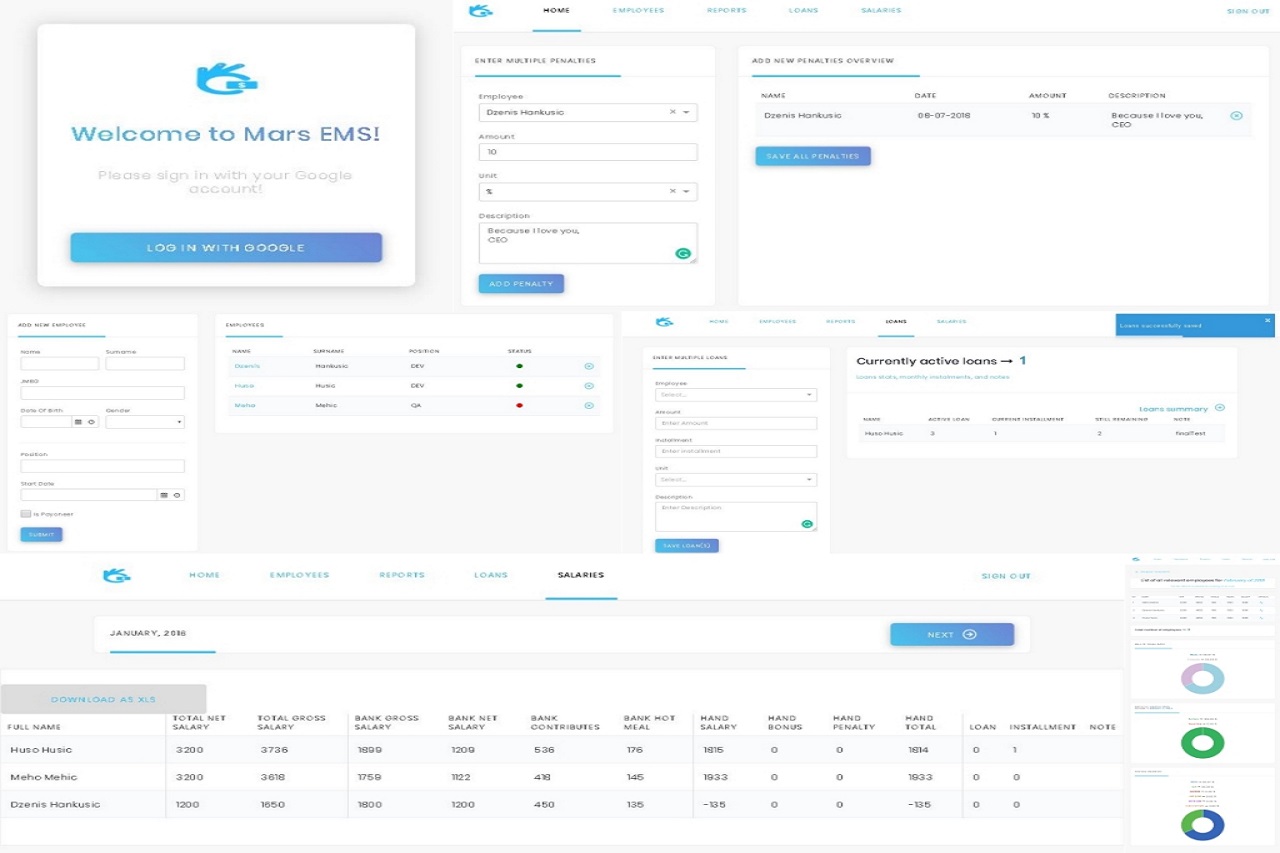 Welcome to Mars EMS!
Please sign in with your Google
account!
LOG IN WITH GOOGLE
HOME EMPLOYEES REPORTS LOANS SALARIES SIGN OUT
ENTER MULTIPLE PENALTIES
Employee
Dzenis Hankusic
Amount
10
Unit
%
Description
Because I love you,
CEO
ADD PENALTY
ADD NEW PENALTIES OVERVIEW
NAME DATE AMOUNT DESCRIPTION
Dzenis Hankusic 08-07-2018 10 % Because I love you,
CEO
SAVE ALL PENALTIES
ADD NEW EMPLOYEE
Name Surname
JMBG
Date Of Birth Gender
Position
Start Date
Is Payoneer
SUBMIT
EMPLOYEES
NAME SURNAME POSITION STATUS
Dzenis Hankusic DEV
Huso Husic DEV
Meho Mehic QA
HOME EMPLOYEES REPORTS LOANS SALARIES
Loans successfully saved
ENTER MULTIPLE LOANS
Employee
Select...
Amount
Enter Amount
Installment
Enter Installment
Unit
Select...
Description
Enter Description
SAVE LOAN(S)
Currently active loans → 1
Loans stats, monthly instalments, and notes
loans summary
NAME ACTIVE LOAN CURRENT INSTALLMENT STILL REMAINING NOTE
Huso Husic 3 1 2 finalTest
HOME EMPLOYEES REPORTS LOANS SALARIES SIGN OUT
JANUARY, 2018
NEXT
DOWNLOAD AS XLS
FULL NAME TOTAL NET SALARY TOTAL GROSS SALARY BANK GROSS SALARY BANK NET SALARY BANK CONTRIBUTES BANK HOT MEAL HAND SALARY HAND BONUS HAND PENALTY HAND TOTAL LOAN INSTALLMENT NOTE
Huso Husic 3200 3736 1899 1209 536 176 1815 0 0 1814 0 1
Meho Mehic 3200 3618 1759 1122 418 145 1933 0 0 1933 0 0
Dzenis Hankusic 1200 1650 1800 1200 450 135 -135 0 0 -135 0 0